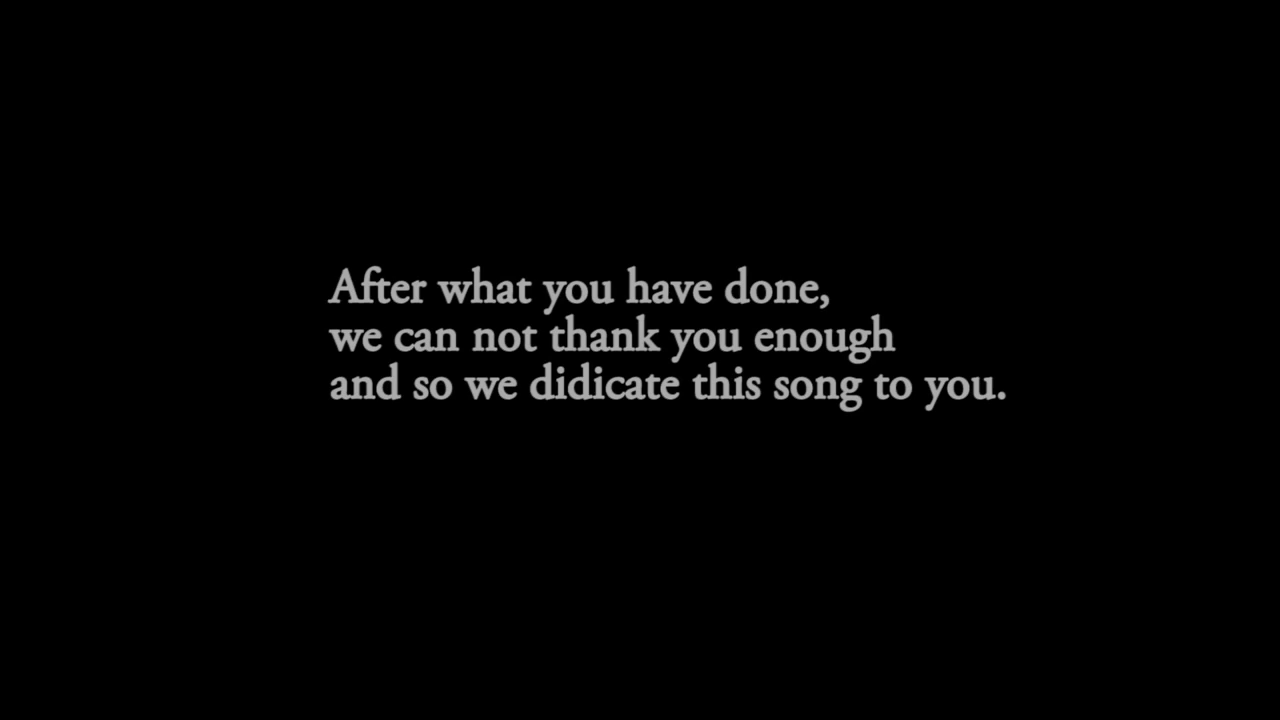 After what you have done,
we can not thank you enough
and so we didicate this song to you.